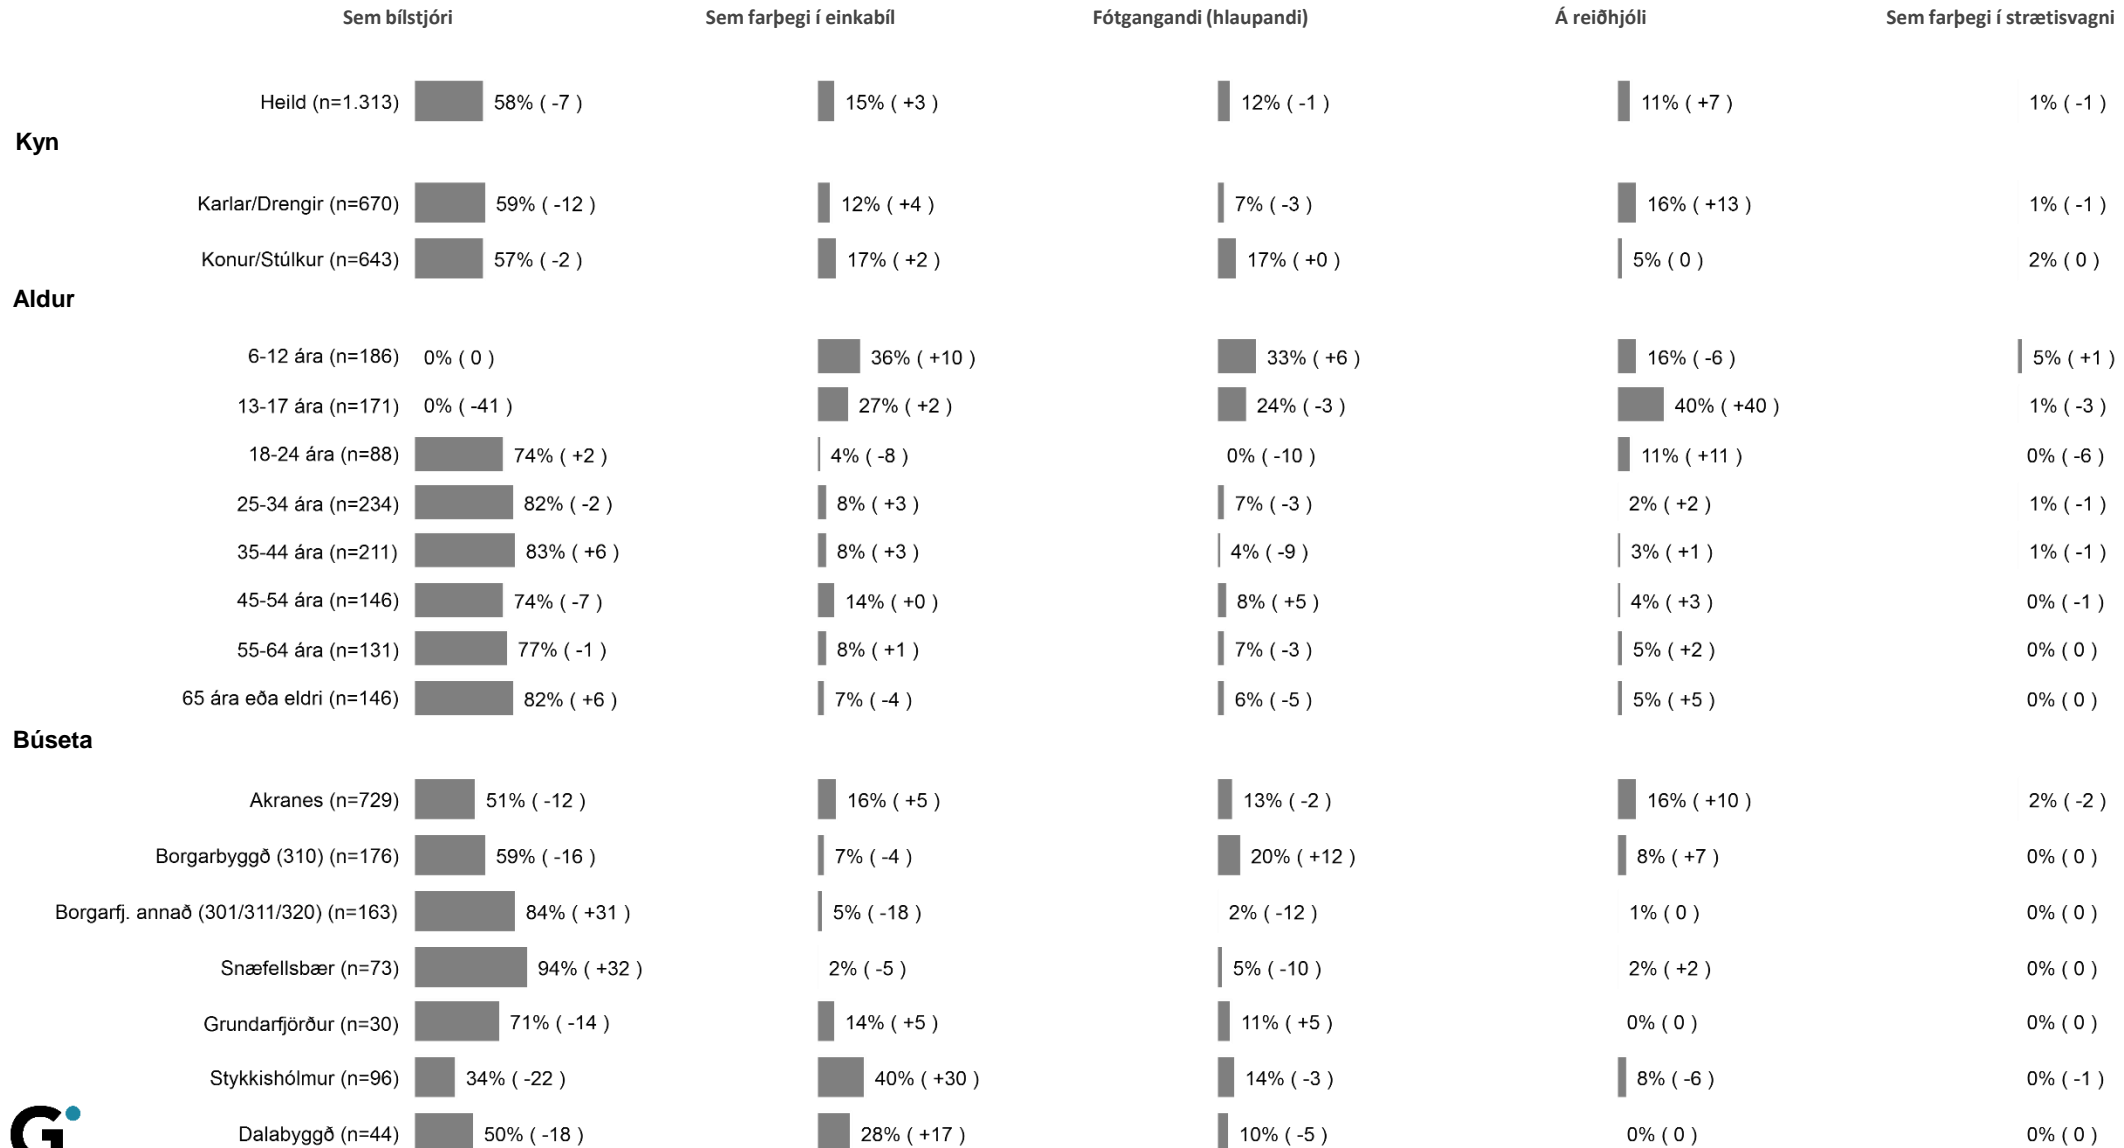 Sem bílstjóri Sem farþegi í einkabíl Fótgangandi (hlaupandi) Á reiðhjóli Sem farþegi í strætisvagni
Heild (n=1.313) 58% ( -7 ) 15% ( +3 ) 12% ( -1 ) 11% ( +7 ) 1% ( -1 )
Kyn
Karlar/Drengir (n=670) 59% ( -12 ) 12% ( +4 ) 7% ( -3 ) 16% ( +13 ) 1% ( -1 )
Konur/Stúlkur (n=643) 57% ( -2 ) 17% ( +2 ) 17% ( +0 ) 5% ( 0 ) 2% ( 0 )
Aldur
6-12 ára (n=186) 0% ( 0 ) 36% ( +10 ) 33% ( +6 ) 16% ( -6 ) 5% ( +1 )
13-17 ára (n=171) 0% ( -41 ) 27% ( +2 ) 24% ( -3 ) 40% ( +40 ) 1% ( -3 )
18-24 ára (n=88) 74% ( +2 ) 4% ( -8 ) 0% ( -10 ) 11% ( +11 ) 0% ( -6 )
25-34 ára (n=234) 82% ( -2 ) 8% ( +3 ) 7% ( -3 ) 2% ( +2 ) 1% ( -1 )
35-44 ára (n=211) 83% ( +6 ) 8% ( +3 ) 4% ( -9 ) 3% ( +1 ) 1% ( -1 )
45-54 ára (n=146) 74% ( -7 ) 14% ( +0 ) 8% ( +5 ) 4% ( +3 ) 0% ( -1 )
55-64 ára (n=131) 77% ( -1 ) 8% ( +1 ) 7% ( -3 ) 5% ( +2 ) 0% ( 0 )
65 ára eða eldri (n=146) 82% ( +6 ) 7% ( -4 ) 6% ( -5 ) 5% ( +5 ) 0% ( 0 )
Búseta
Akranes (n=729) 51% ( -12 ) 16% ( +5 ) 13% ( -2 ) 16% ( +10 ) 2% ( -2 )
Borgarbyggð (310) (n=176) 59% ( -16 ) 7% ( -4 ) 20% ( +12 ) 8% ( +7 ) 0% ( 0 )
Borgarfj. annað (301/311/320) (n=163) 84% ( +31 ) 5% ( -18 ) 2% ( -12 ) 1% ( 0 ) 0% ( 0 )
Snæfellsbær (n=73) 94% ( +32 ) 2% ( -5 ) 5% ( -10 ) 2% ( +2 ) 0% ( 0 )
Grundarfjörður (n=30) 71% ( -14 ) 14% ( +5 ) 11% ( +5 ) 0% ( 0 ) 0% ( 0 )
Stykkishólmur (n=96) 34% ( -22 ) 40% ( +30 ) 14% ( -3 ) 8% ( -6 ) 0% ( -1 )
Dalabyggð (n=44) 50% ( -18 ) 28% ( +17 ) 10% ( -5 ) 0% ( 0 ) 0% ( 0 )
G